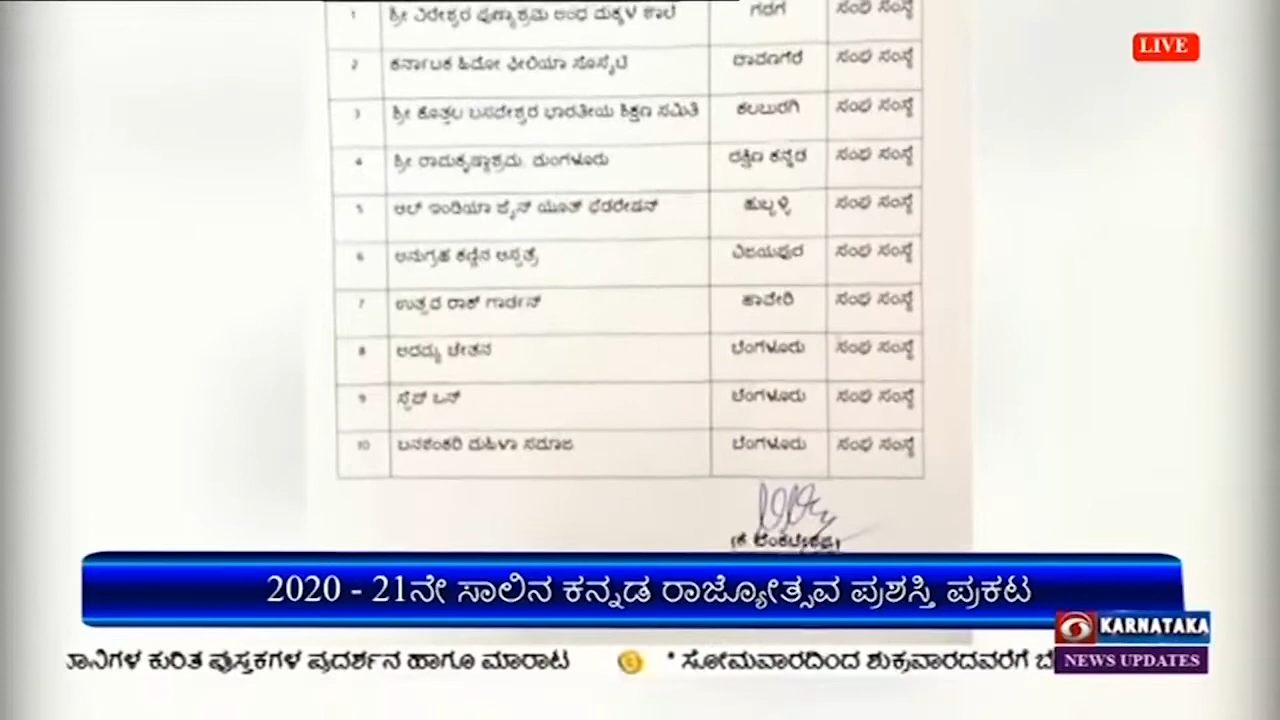 1 ಶ್ರೀ ವೀರೇಶ್ವರ ಪುಣ್ಯಾಶ್ರಮ ಅಂಧ ಮಕ್ಕಳ ಶಾಲೆ ಗದಗ ಸಂಘ ಸಂಸ್ಥೆ
LIVE
2 ಕರ್ನಾಟಕ ಹಿಮೋ ಫೀಲಿಯಾ ಸೊಸೈಟಿ ದಾವಣಗೆರೆ ಸಂಘ ಸಂಸ್ಥೆ
3 ಶ್ರೀ ಕೊತ್ತಲ ಬಸವೇಶ್ವರ ಭಾರತೀಯ ಶಿಕ್ಷಣ ಸಮಿತಿ ಕಲಬುರಗಿ ಸಂಘ ಸಂಸ್ಥೆ
4 ಶ್ರೀ ರಾಮಕೃಷ್ಣಾಶ್ರಮ, ಮಂಗಳೂರು ದಕ್ಷಿಣ ಕನ್ನಡ ಸಂಘ ಸಂಸ್ಥೆ
5 ಆಲ್ ಇಂಡಿಯಾ ಜೈನ್ ಯೂತ್ ಫೆಡರೇಷನ್ ಹುಬ್ಬಳ್ಳಿ ಸಂಘ ಸಂಸ್ಥೆ
6 ಅನುಗ್ರಹ ಕಣ್ಣಿನ ಆಸ್ಪತ್ರೆ ವಿಜಯಪುರ ಸಂಘ ಸಂಸ್ಥೆ
7 ಉತ್ಸವ ರಾಕ್ ಗಾರ್ಡನ್ ಹಾವೇರಿ ಸಂಘ ಸಂಸ್ಥೆ
8 ಅದಮ್ಯ ಚೇತನ ಬೆಂಗಳೂರು ಸಂಘ ಸಂಸ್ಥೆ
9 ಸ್ಟೆಪ್ ಒನ್ ಬೆಂಗಳೂರು ಸಂಘ ಸಂಸ್ಥೆ
10 ಬನಶಂಕರಿ ಮಹಿಳಾ ಸಮಾಜ ಬೆಂಗಳೂರು ಸಂಘ ಸಂಸ್ಥೆ
2020 - 21ನೇ ಸಾಲಿನ ಕನ್ನಡ ರಾಜ್ಯೋತ್ಸವ ಪ್ರಶಸ್ತಿ ಪ್ರಕಟ
KARNATAKA
NEWS UPDATES
ಕುರಿತ ಪುಸ್ತಕಗಳ ಪ್ರದರ್ಶನ ಹಾಗೂ ಮಾರಾಟ * ಸೋಮವಾರದಿಂದ ಶುಕ್ರವಾರದವರೆಗೆ